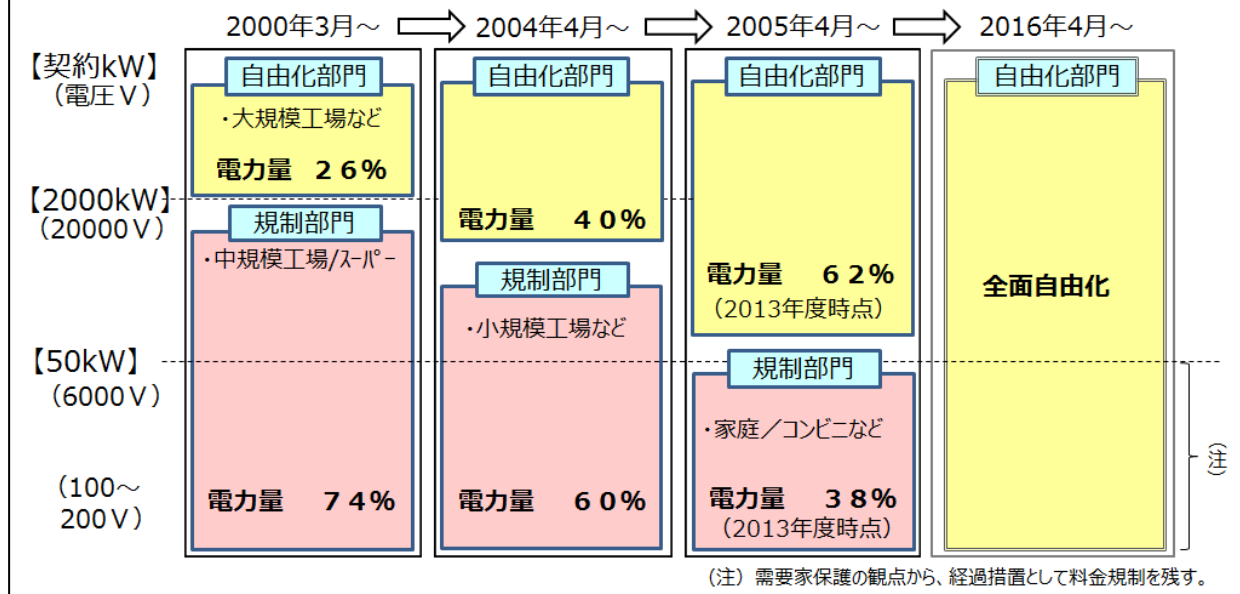 2000年3月～
2004年4月～
2005年4月～
2016年4月～
【契約kW】
（電圧Ｖ）
【2000kW】
（20000Ｖ）
【50kW】
（6000Ｖ）
（100～
200Ｖ）
自由化部門
・大規模工場など
電力量　２６%
規制部門
・中規模工場/ｽｰﾊﾟｰ
電力量　７４%
自由化部門
電力量　４０%
規制部門
・小規模工場など
電力量　６０%
自由化部門
電力量　６２%
（2013年度時点）
規制部門
・家庭／コンビニなど
電力量　３８%
（2013年度時点）
自由化部門
全面自由化
（注）
（注）需要家保護の観点から、経過措置として料金規制を残す。